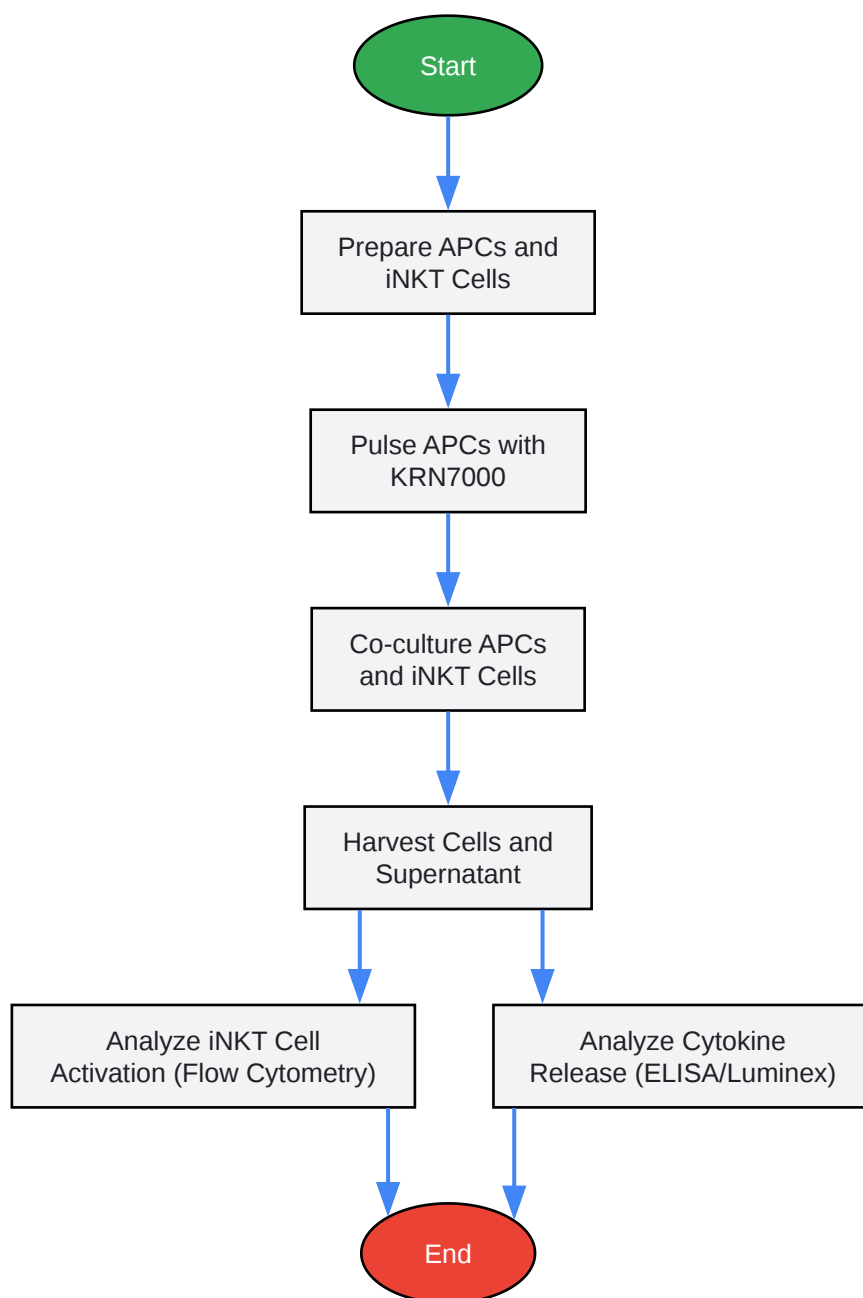 Start
Prepare APCs and
iNKT Cells
Pulse APCs with
KRN7000
Co-culture APCs
and iNKT Cells
Harvest Cells and
Supernatant
Analyze iNKT Cell
Activation (Flow Cytometry)
Analyze Cytokine
Release (ELISA/Luminex)
End